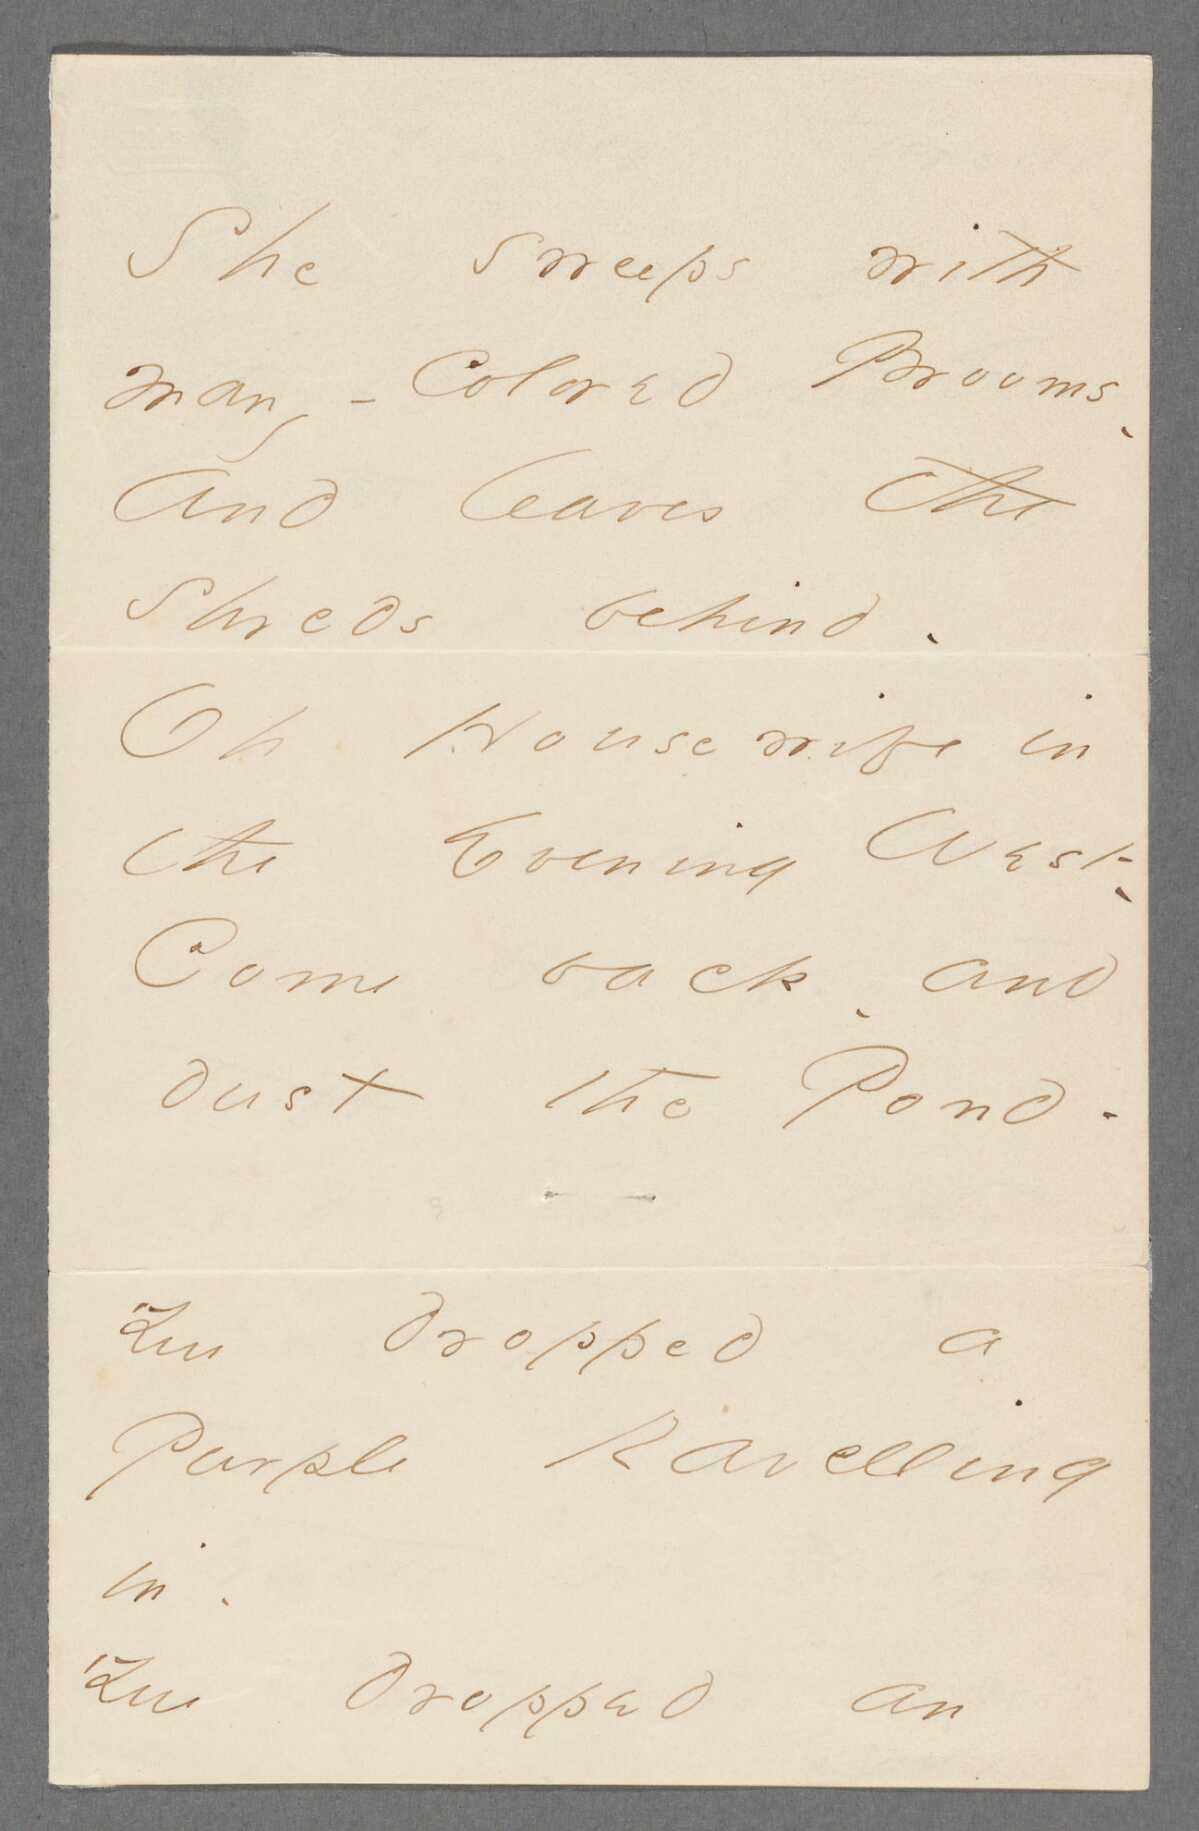 She sweeps with
many-Colored Brooms.
And leaves the
Shreds behind.
Oh Housewife in
the Evening West.
Come back, and
dust the Pond.
You dropped a
Purple Ravelling
in.
You dropped an